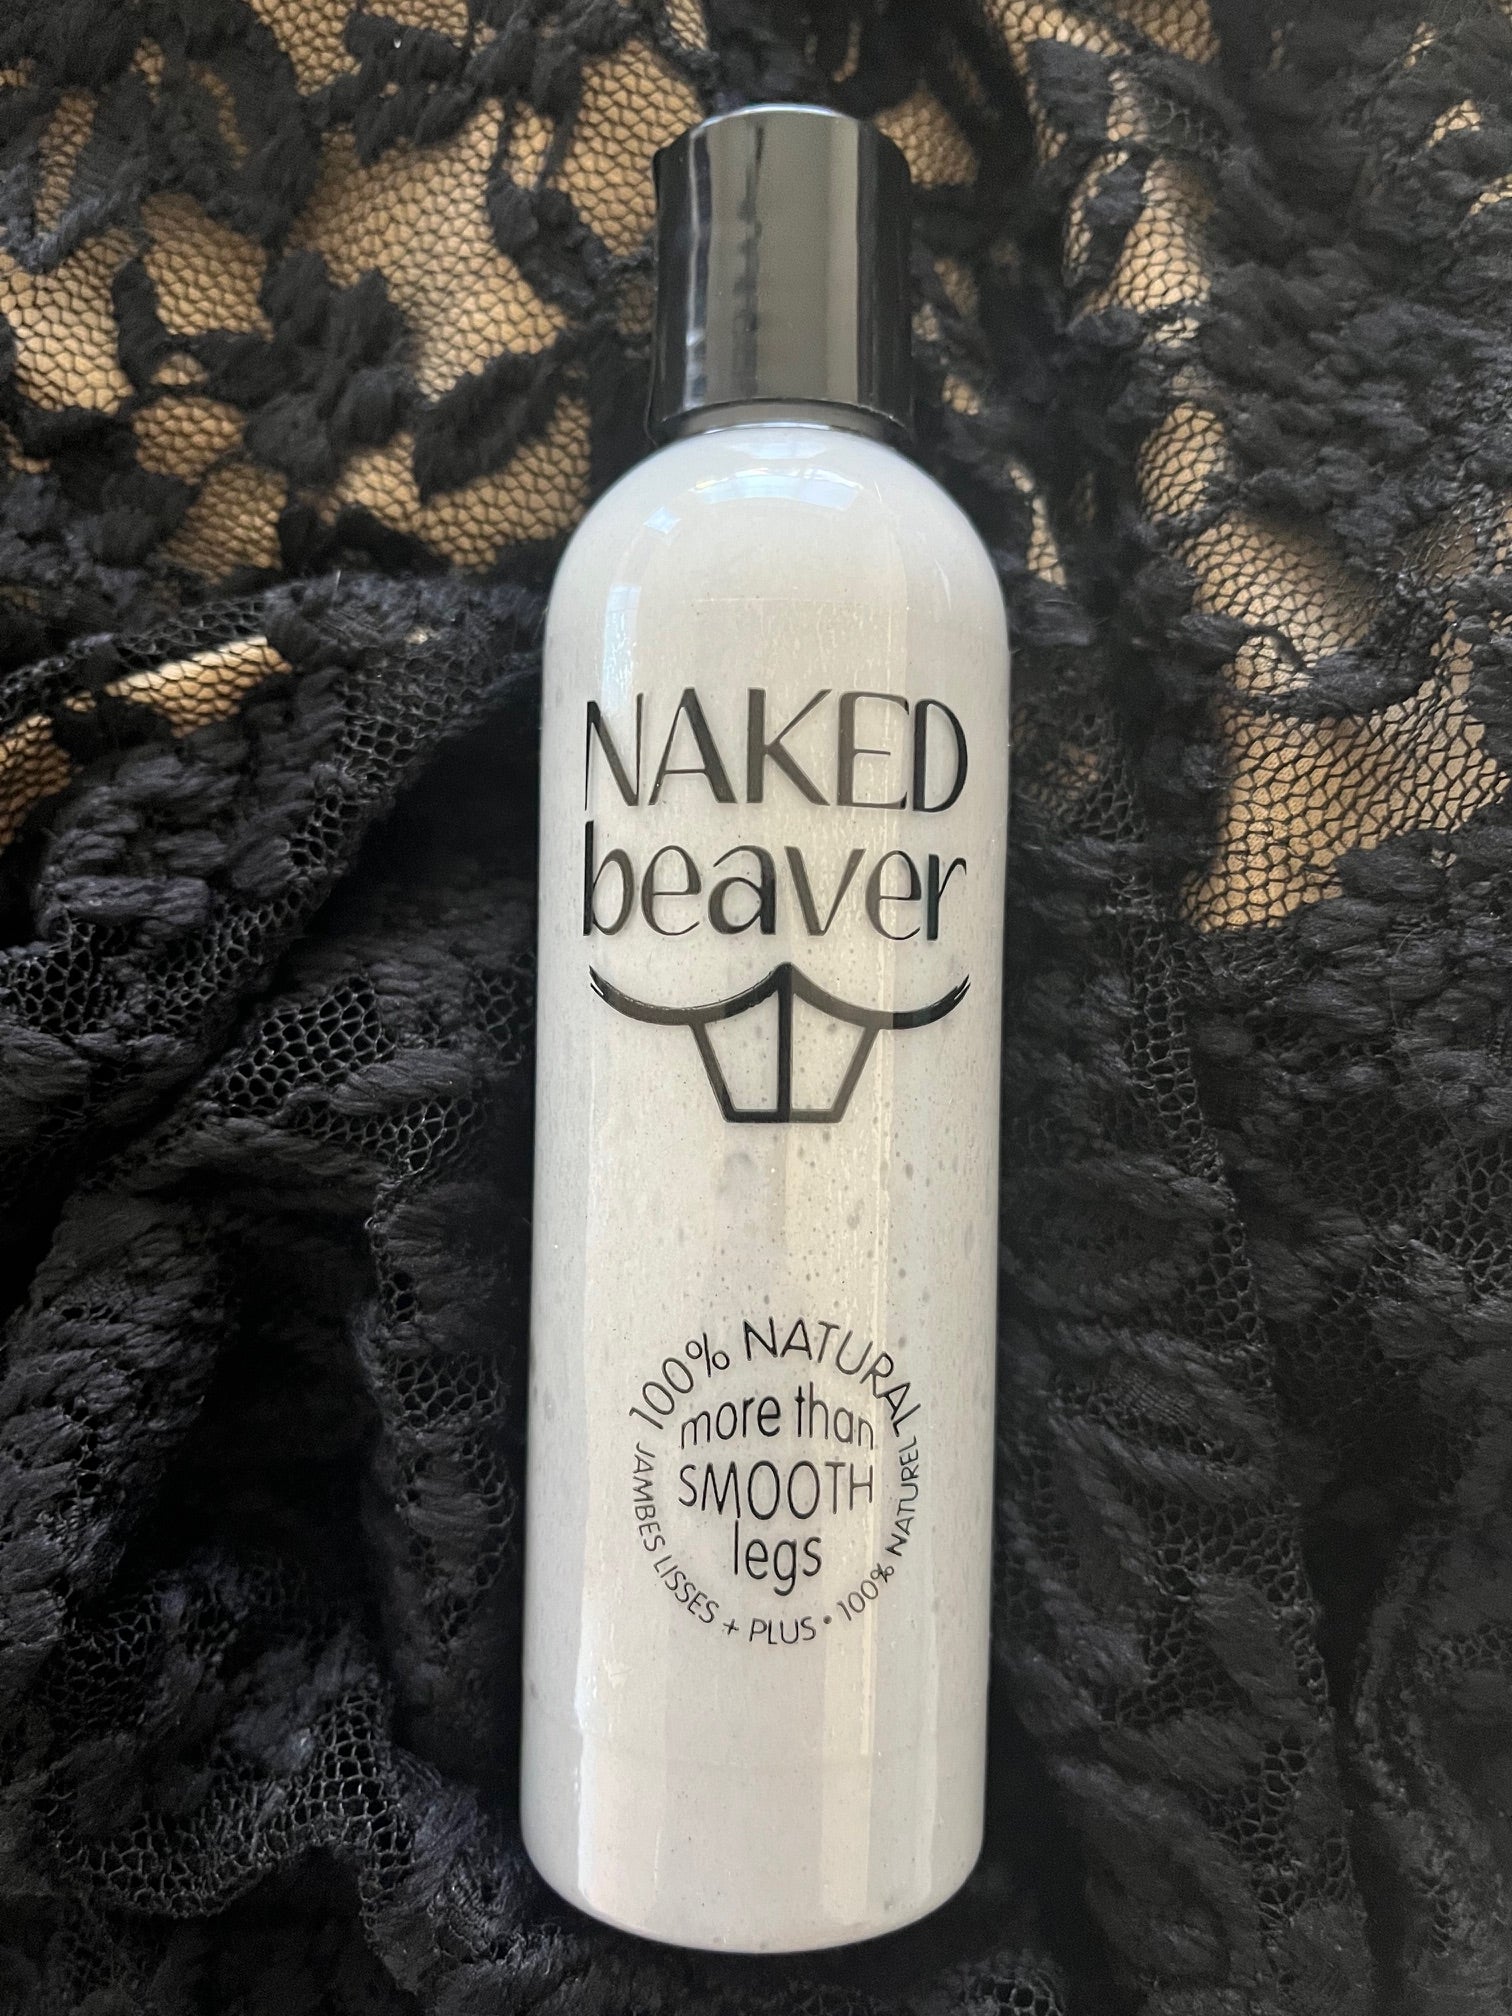 NAKED
beaver
100% NATURAL
more than
SMOOTH
legs
JAMBES LISSES + PLUS • 100% NATUREL